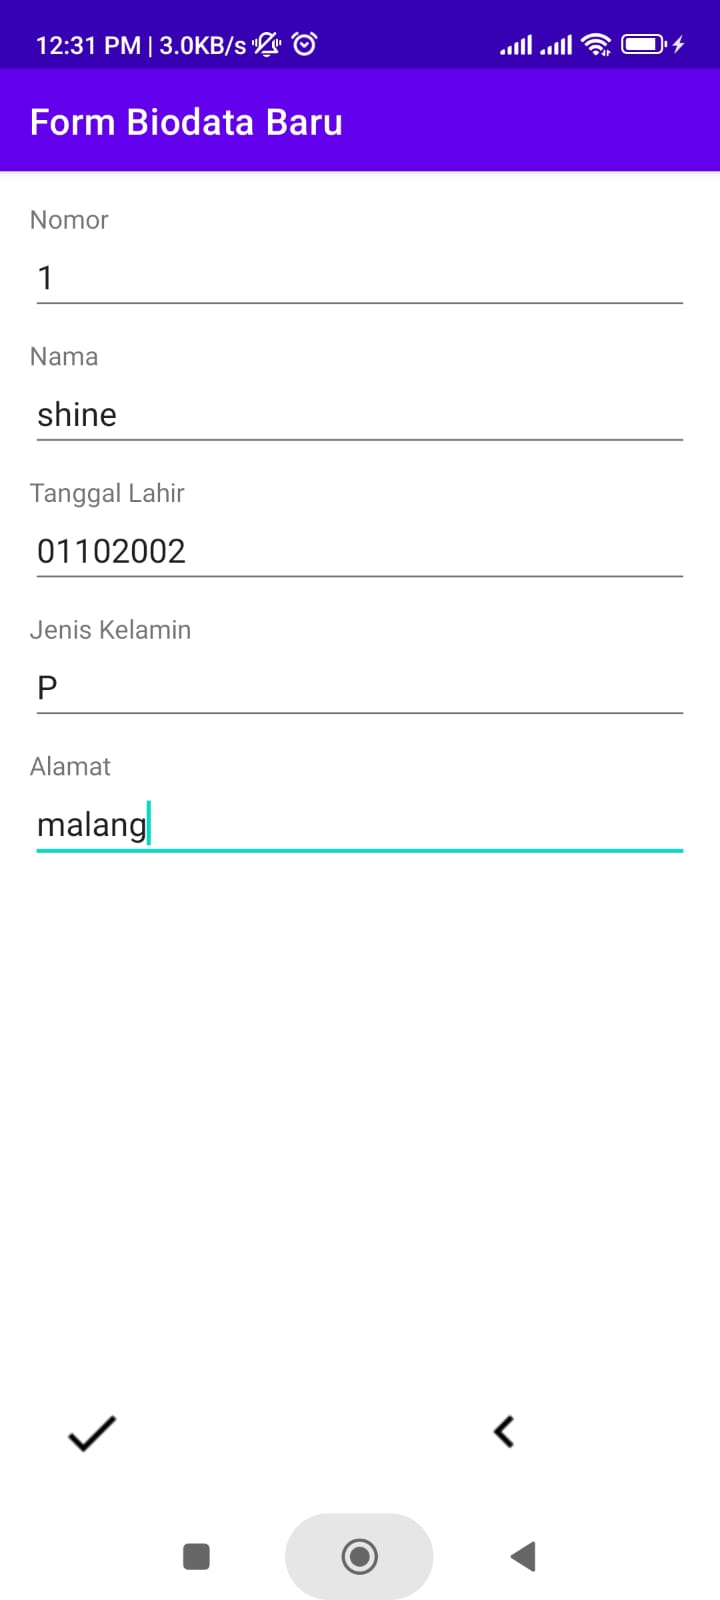 12:31 PM | 3.0KB/s
Form Biodata Baru
Nomor
1
Nama
shine
Tanggal Lahir
01102002
Jenis Kelamin
P
Alamat
malang